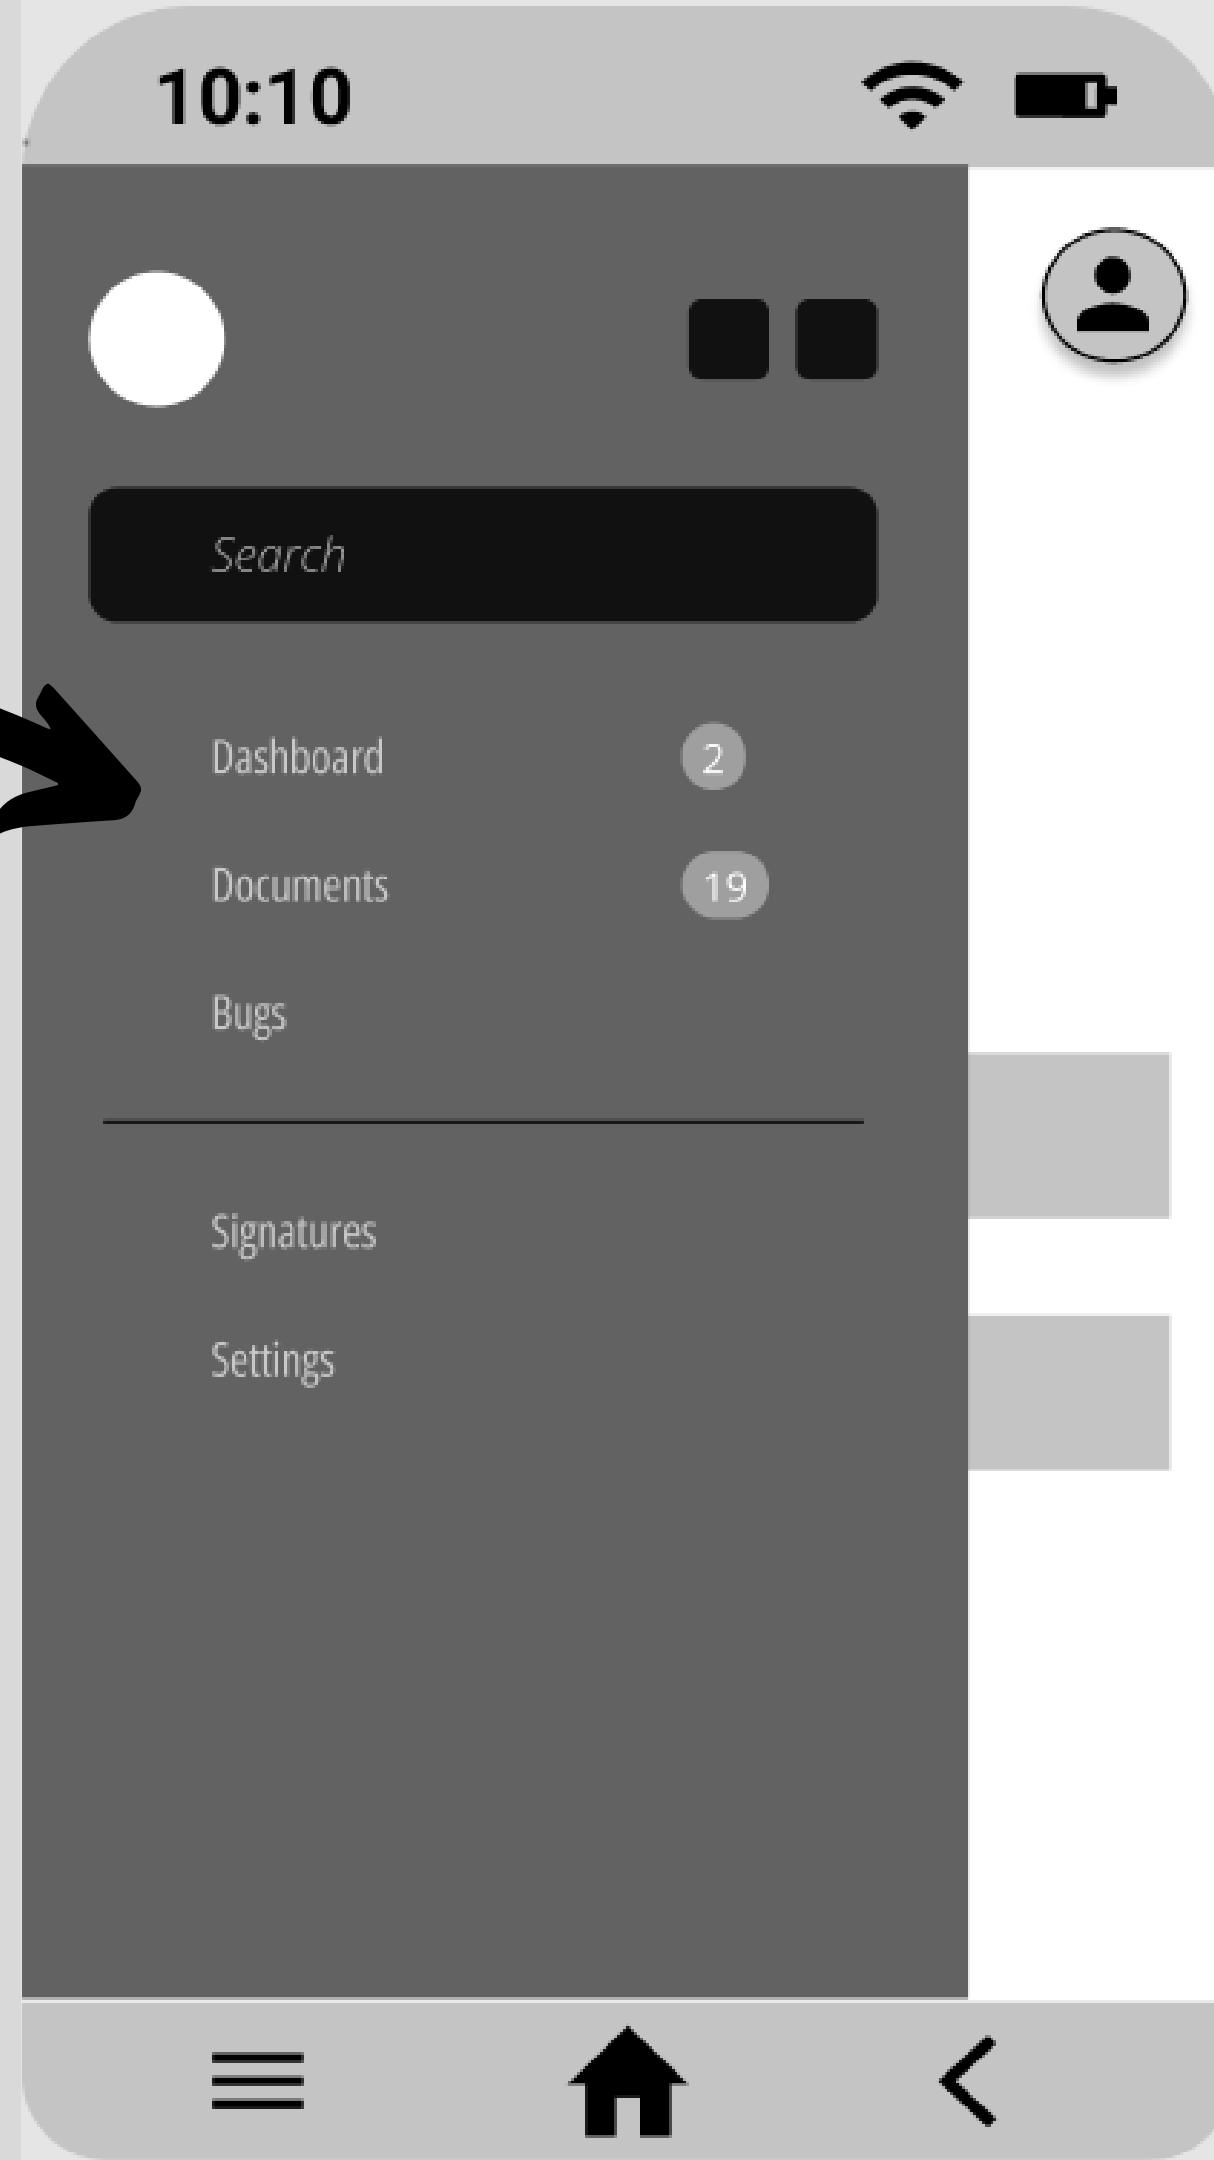 10:10
Search
Dashboard 2
Documents 19
Bugs
Signatures
Settings